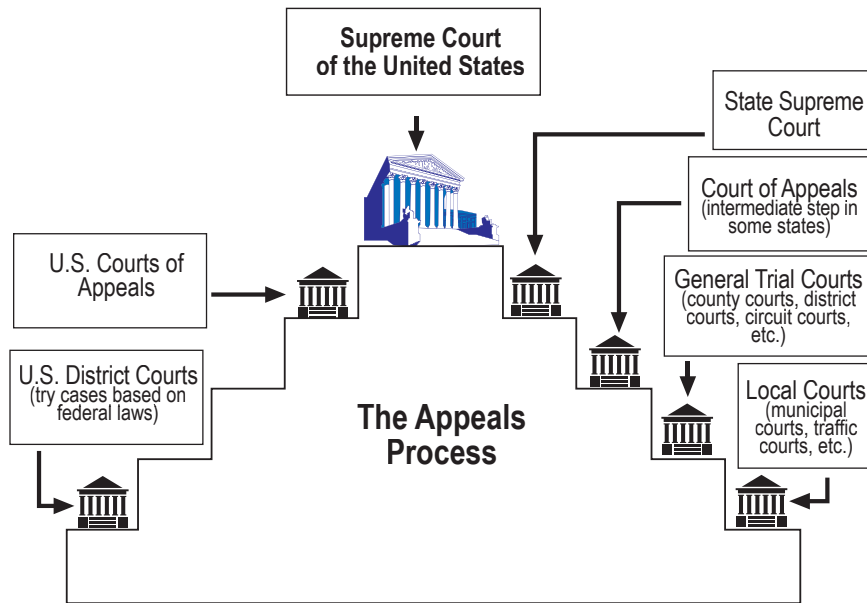 Supreme Court
of the United States
State Supreme
Court
Court of Appeals
(intermediate step in
some states)
U.S. Courts of
Appeals
General Trial Courts
(county courts, district
courts, circuit courts,
etc.)
U.S. District Courts
(try cases based on
federal laws)
Local Courts
(municipal
courts, traffic
courts, etc.)
The Appeals
Process